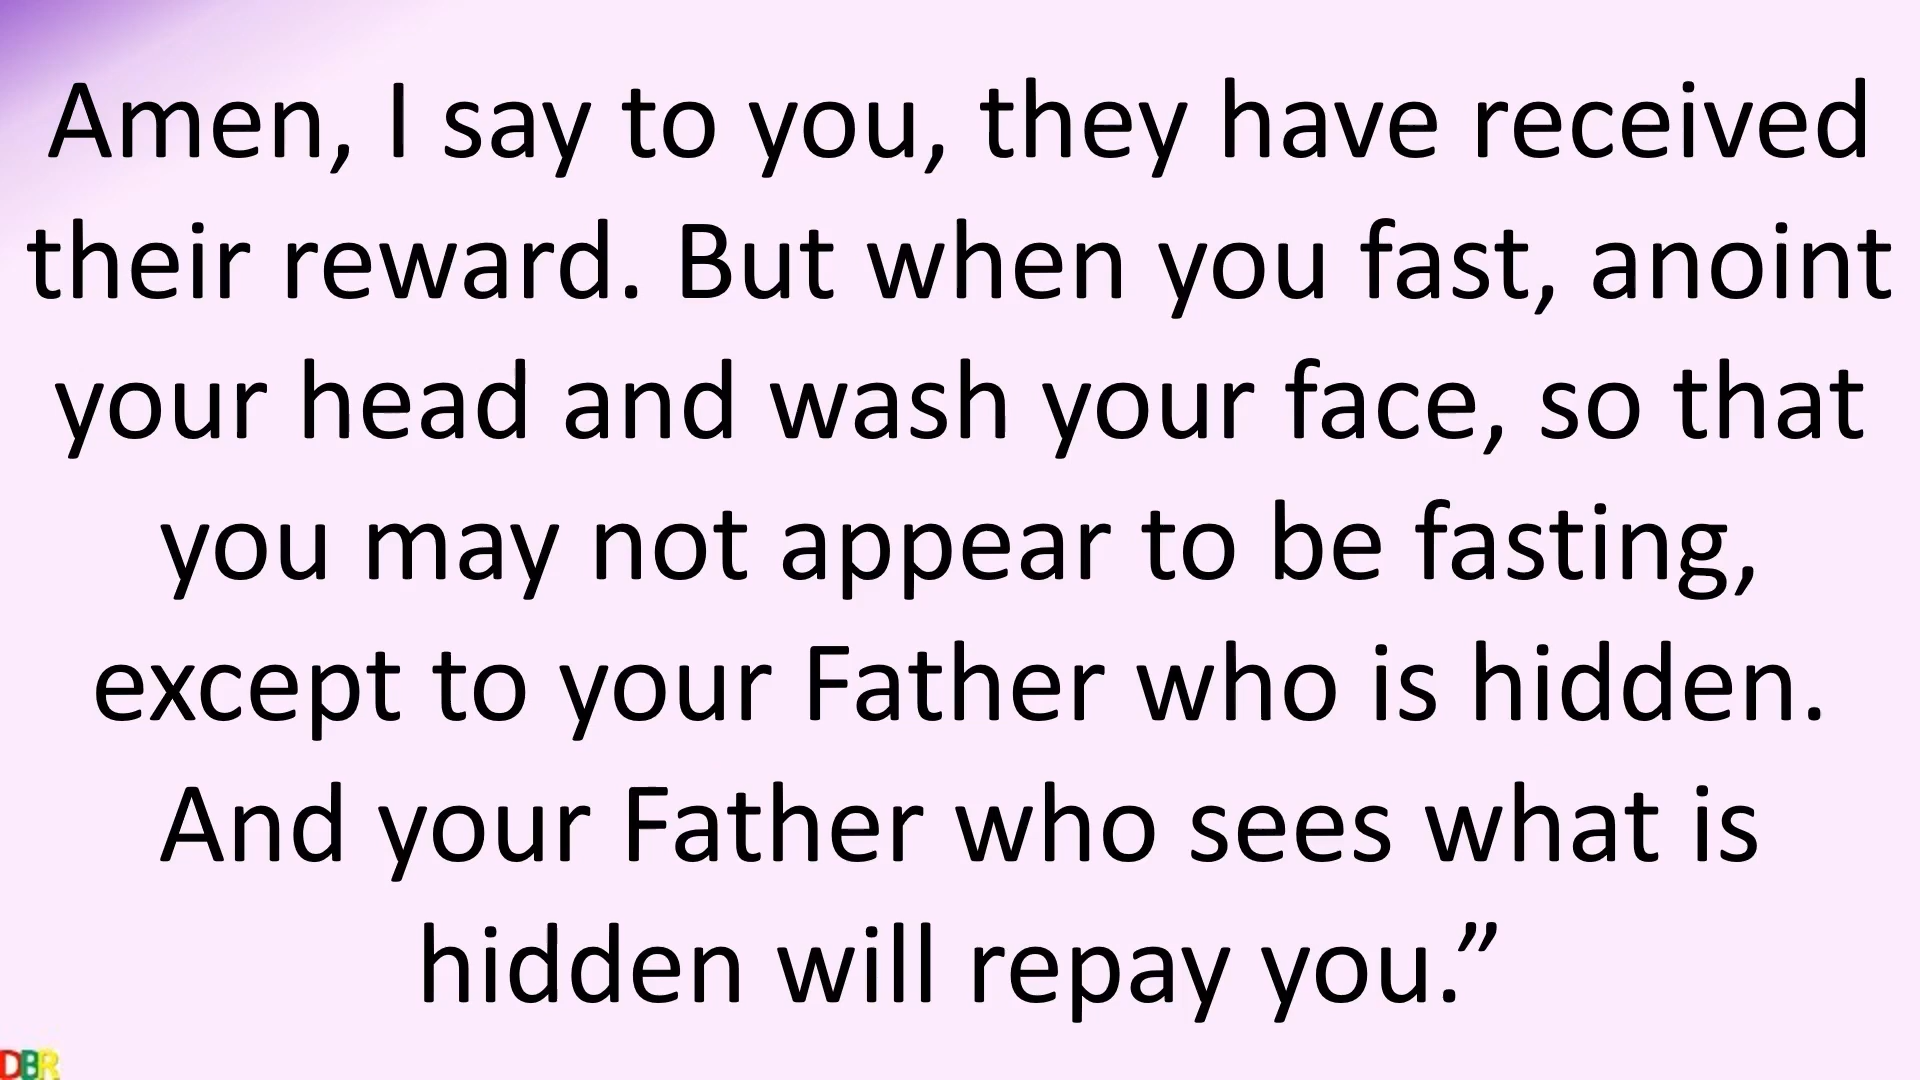 Amen, I say to you, they have received
their reward. But when you fast, anoint
your head and wash your face, so that
you may not appear to be fasting,
except to your Father who is hidden.
And your Father who sees what is
hidden will repay you.”
DBR